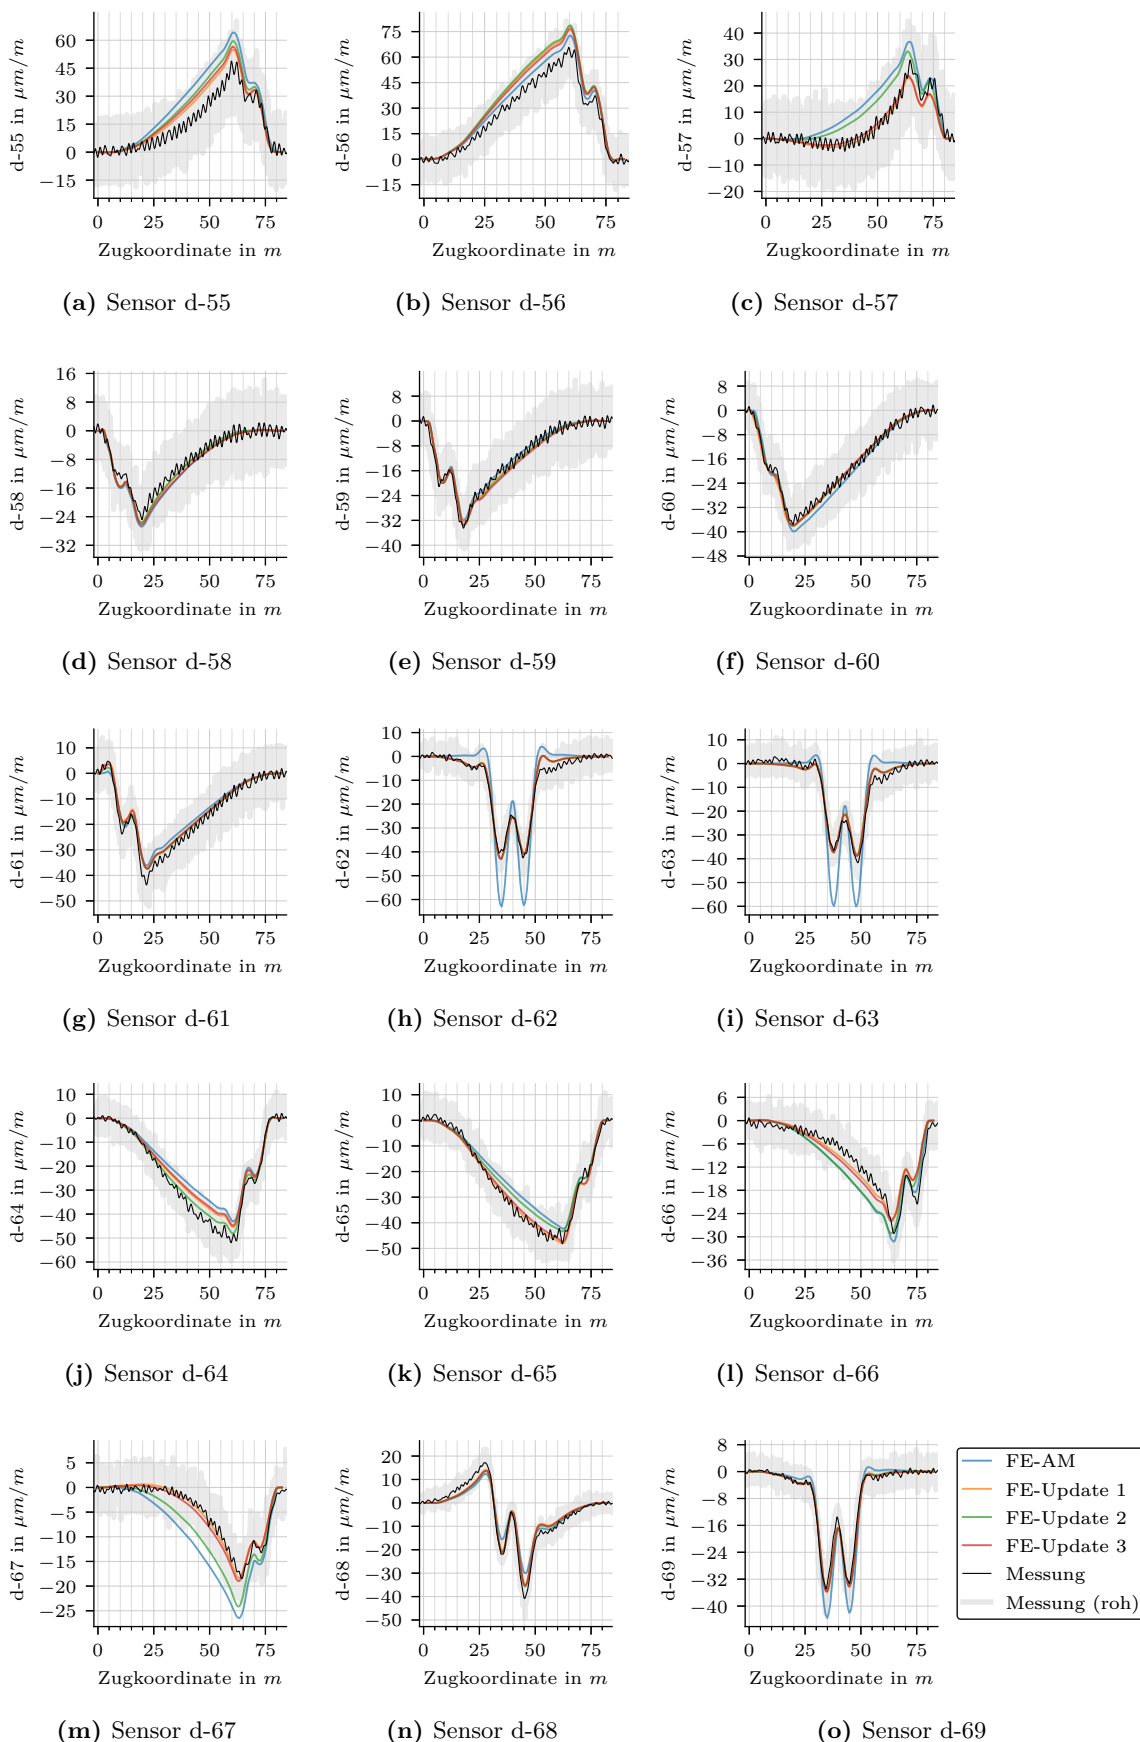 60
45
30
15
0
−15
d-55 in μm/m
0 25 50 75
Zugkoordinate in m
(a) Sensor d-55
75
60
45
30
15
0
−15
d-56 in μm/m
0 25 50 75
Zugkoordinate in m
(b) Sensor d-56
40
30
20
10
0
−10
−20
d-57 in μm/m
0 25 50 75
Zugkoordinate in m
(c) Sensor d-57
16
8
0
−8
−16
−24
−32
d-58 in μm/m
0 25 50 75
Zugkoordinate in m
(d) Sensor d-58
8
0
−8
−16
−24
−32
−40
d-59 in μm/m
0 25 50 75
Zugkoordinate in m
(e) Sensor d-59
8
0
−8
−16
−24
−32
−40
−48
d-60 in μm/m
0 25 50 75
Zugkoordinate in m
(f) Sensor d-60
10
0
−10
−20
−30
−40
−50
d-61 in μm/m
0 25 50 75
Zugkoordinate in m
(g) Sensor d-61
10
0
−10
−20
−30
−40
−50
−60
d-62 in μm/m
0 25 50 75
Zugkoordinate in m
(h) Sensor d-62
10
0
−10
−20
−30
−40
−50
−60
d-63 in μm/m
0 25 50 75
Zugkoordinate in m
(i) Sensor d-63
10
0
−10
−20
−30
−40
−50
−60
d-64 in μm/m
0 25 50 75
Zugkoordinate in m
(j) Sensor d-64
10
0
−10
−20
−30
−40
−50
d-65 in μm/m
0 25 50 75
Zugkoordinate in m
(k) Sensor d-65
6
0
−6
−12
−18
−24
−30
−36
d-66 in μm/m
0 25 50 75
Zugkoordinate in m
(l) Sensor d-66
5
0
−5
−10
−15
−20
−25
d-67 in μm/m
0 25 50 75
Zugkoordinate in m
(m) Sensor d-67
20
10
0
−10
−20
−30
−40
−50
d-68 in μm/m
0 25 50 75
Zugkoordinate in m
(n) Sensor d-68
8
0
−8
−16
−24
−32
−40
d-69 in μm/m
0 25 50 75
Zugkoordinate in m
(o) Sensor d-69
FE-AM
FE-Update 1
FE-Update 2
FE-Update 3
Messung
Messung (roh)